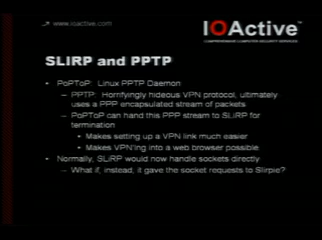 www.ioactive.com
IOActive™
COMPREHENSIVE COMPUTER SECURITY SERVICES
SLIRP and PPTP
• PoPToP: Linux PPTP Daemon
– PPTP: Horrifyingly hideous VPN protocol, ultimately
uses a PPP encapsulated stream of packets
– PoPToP can hand this PPP stream to SLiRP for
termination
• Makes setting up a VPN link much easier
• Makes VPN'ing into a web browser possible
• Normally, SLiRP would now handle sockets directly
– What if, instead, it gave the socket requests to Slirpie?